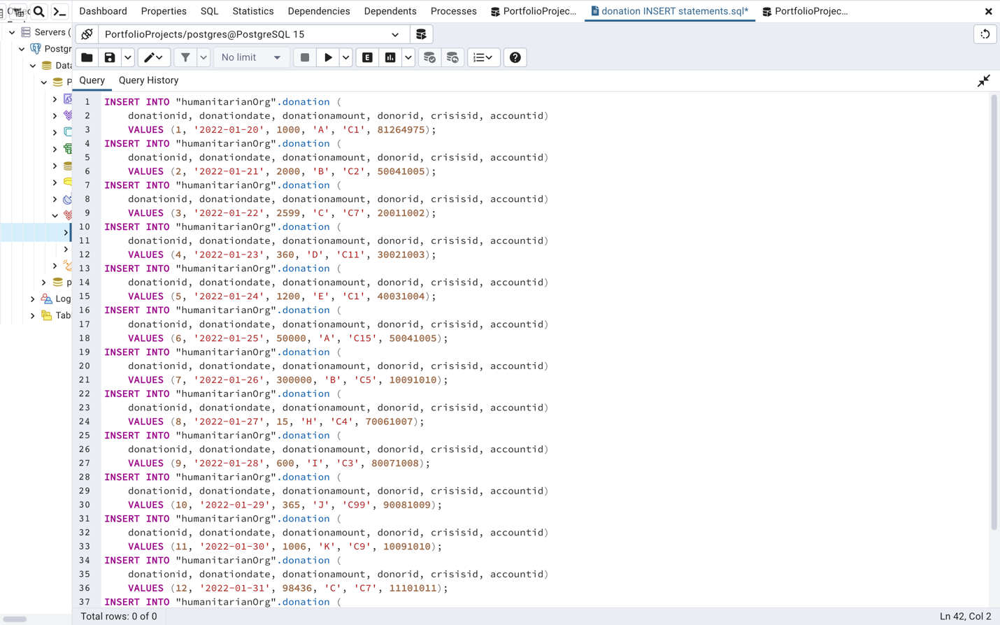 Dashboard Properties SQL Statistics Dependencies Dependents Processes PortfolioProjec... donation INSERT statements.sql* PortfolioProjec...
Servers (
PortfolioProjects/postgres@PostgreSQL 15
Postgr
No limit
E
Data
Query Query History
P
1 INSERT INTO "humanitarianOrg".donation (
2 donationid, donationdate, donationamount, donorid, crisisid, accountid)
3 VALUES (1, '2022-01-20', 1000, 'A', 'C1', 81264975);
4 INSERT INTO "humanitarianOrg".donation (
5 donationid, donationdate, donationamount, donorid, crisisid, accountid)
6 VALUES (2, '2022-01-21', 2000, 'B', 'C2', 50041005);
7 INSERT INTO "humanitarianOrg".donation (
8 donationid, donationdate, donationamount, donorid, crisisid, accountid)
9 VALUES (3, '2022-01-22', 2599, 'C', 'C7', 20011002);
10 INSERT INTO "humanitarianOrg".donation (
11 donationid, donationdate, donationamount, donorid, crisisid, accountid)
12 VALUES (4, '2022-01-23', 360, 'D', 'C11', 30021003);
13 INSERT INTO "humanitarianOrg".donation (
14 donationid, donationdate, donationamount, donorid, crisisid, accountid)
15 VALUES (5, '2022-01-24', 1200, 'E', 'C1', 40031004);
16 INSERT INTO "humanitarianOrg".donation (
17 donationid, donationdate, donationamount, donorid, crisisid, accountid)
18 VALUES (6, '2022-01-25', 50000, 'A', 'C15', 50041005);
19 INSERT INTO "humanitarianOrg".donation (
20 donationid, donationdate, donationamount, donorid, crisisid, accountid)
21 VALUES (7, '2022-01-26', 300000, 'B', 'C5', 10091010);
22 INSERT INTO "humanitarianOrg".donation (
23 donationid, donationdate, donationamount, donorid, crisisid, accountid)
24 VALUES (8, '2022-01-27', 15, 'H', 'C4', 70061007);
25 INSERT INTO "humanitarianOrg".donation (
26 donationid, donationdate, donationamount, donorid, crisisid, accountid)
27 VALUES (9, '2022-01-28', 600, 'I', 'C3', 80071008);
28 INSERT INTO "humanitarianOrg".donation (
29 donationid, donationdate, donationamount, donorid, crisisid, accountid)
30 VALUES (10, '2022-01-29', 365, 'J', 'C99', 90081009);
31 INSERT INTO "humanitarianOrg".donation (
32 donationid, donationdate, donationamount, donorid, crisisid, accountid)
33 VALUES (11, '2022-01-30', 1006, 'K', 'C9', 10091010);
34 INSERT INTO "humanitarianOrg".donation (
35 donationid, donationdate, donationamount, donorid, crisisid, accountid)
36 VALUES (12, '2022-01-31', 98436, 'C', 'C7', 11101011);
37 INSERT INTO "humanitarianOrg".donation (
p
Log
Tab
Total rows: 0 of 0
Ln 42, Col 2